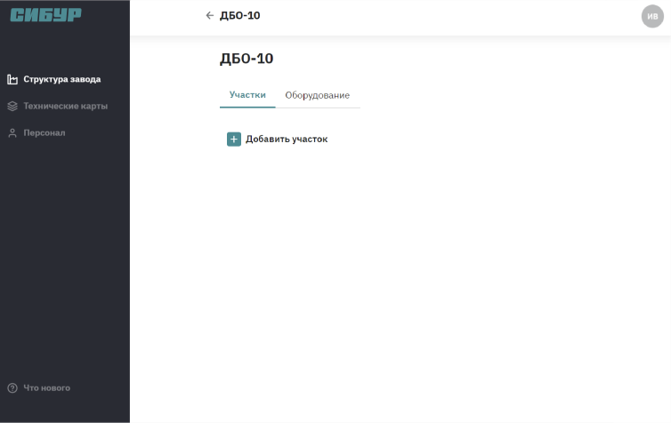 СИБУР
ДБО-10
ИВ
ДБО-10
Структура завода
Участки
Оборудование
Технические карты
Персонал
Добавить участок
Что нового